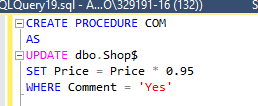 QLQuery19.sql - A...O\329191-16 (132))
CREATE PROCEDURE COM
AS
UPDATE dbo.Shop$
SET Price = Price * 0.95
WHERE Comment = 'Yes'